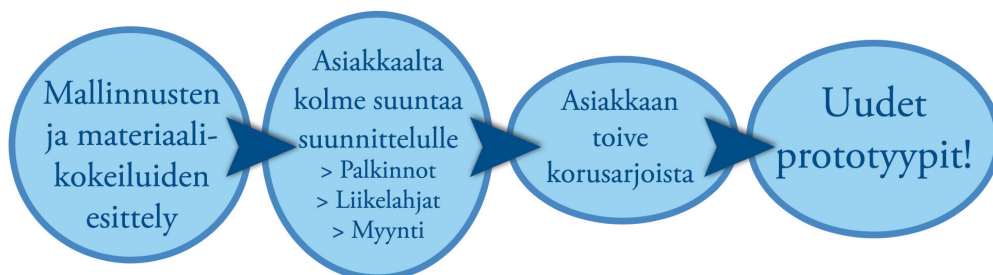 Mallinnusten
ja materiaali-
kokeiluiden
esittely
Asiakkaalta
kolme suuntaa
suunnittelulle
> Palkinnot
> Liikelahjat
> Myynti
Asiakkaan
toive
korusarjoista
Uudet
prototyypit!